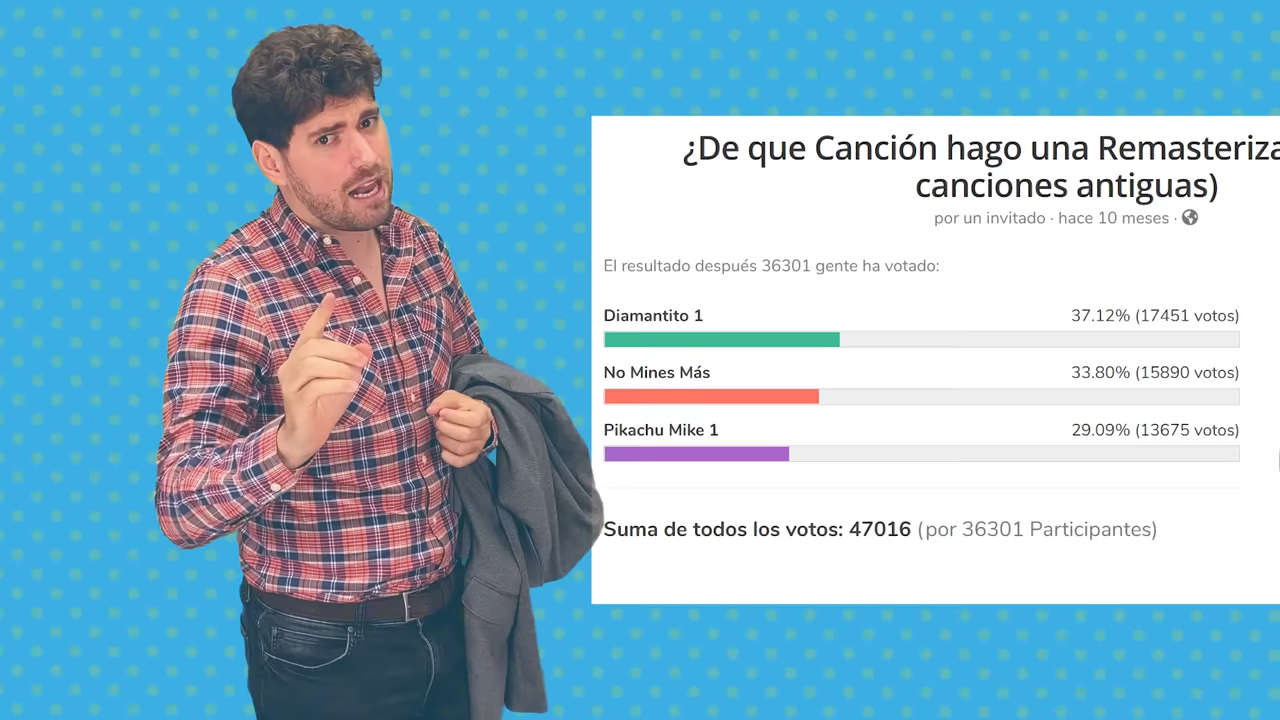 ¿De que Canción hago una Remasteriza
canciones antiguas)
por un invitado · hace 10 meses ·
El resultado después 36301 gente ha votado:
Diamantito 1 37.12% (17451 votos)
No Mines Más 33.80% (15890 votos)
Pikachu Mike 1 29.09% (13675 votos)
Suma de todos los votos: 47016 (por 36301 Participantes)